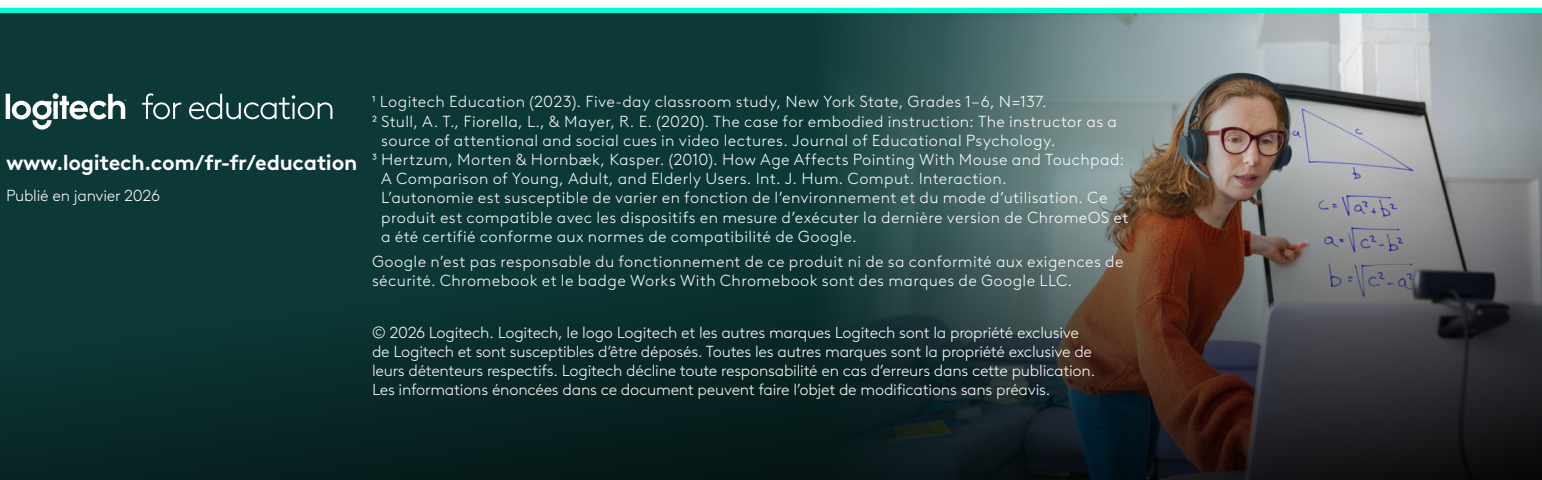 logitech for education
www.logitech.com/fr-fr/education
Publié en janvier 2026
¹ Logitech Education (2023). Five-day classroom study, New York State, Grades 1–6, N=137.
² Stull, A. T., Fiorella, L., & Mayer, R. E. (2020). The case for embodied instruction: The instructor as a
source of attentional and social cues in video lectures. Journal of Educational Psychology.
³ Hertzum, Morten & Hornbæk, Kasper. (2010). How Age Affects Pointing With Mouse and Touchpad:
A Comparison of Young, Adult, and Elderly Users. Int. J. Hum. Comput. Interaction.
L’autonomie est susceptible de varier en fonction de l’environnement et du mode d’utilisation. Ce
produit est compatible avec les dispositifs en mesure d’exécuter la dernière version de ChromeOS et
a été certifié conforme aux normes de compatibilité de Google.
Google n’est pas responsable du fonctionnement de ce produit ni de sa conformité aux exigences de
sécurité. Chromebook et le badge Works With Chromebook sont des marques de Google LLC.
© 2026 Logitech. Logitech, le logo Logitech et les autres marques Logitech sont la propriété exclusive
de Logitech et sont susceptibles d’être déposés. Toutes les autres marques sont la propriété exclusive de
leurs détenteurs respectifs. Logitech décline toute responsabilité en cas d’erreurs dans cette publication.
Les informations énoncées dans ce document peuvent faire l’objet de modifications sans préavis.
a
c
b
c=√a²+b²
a=√c²-b²
b=√c²-a²